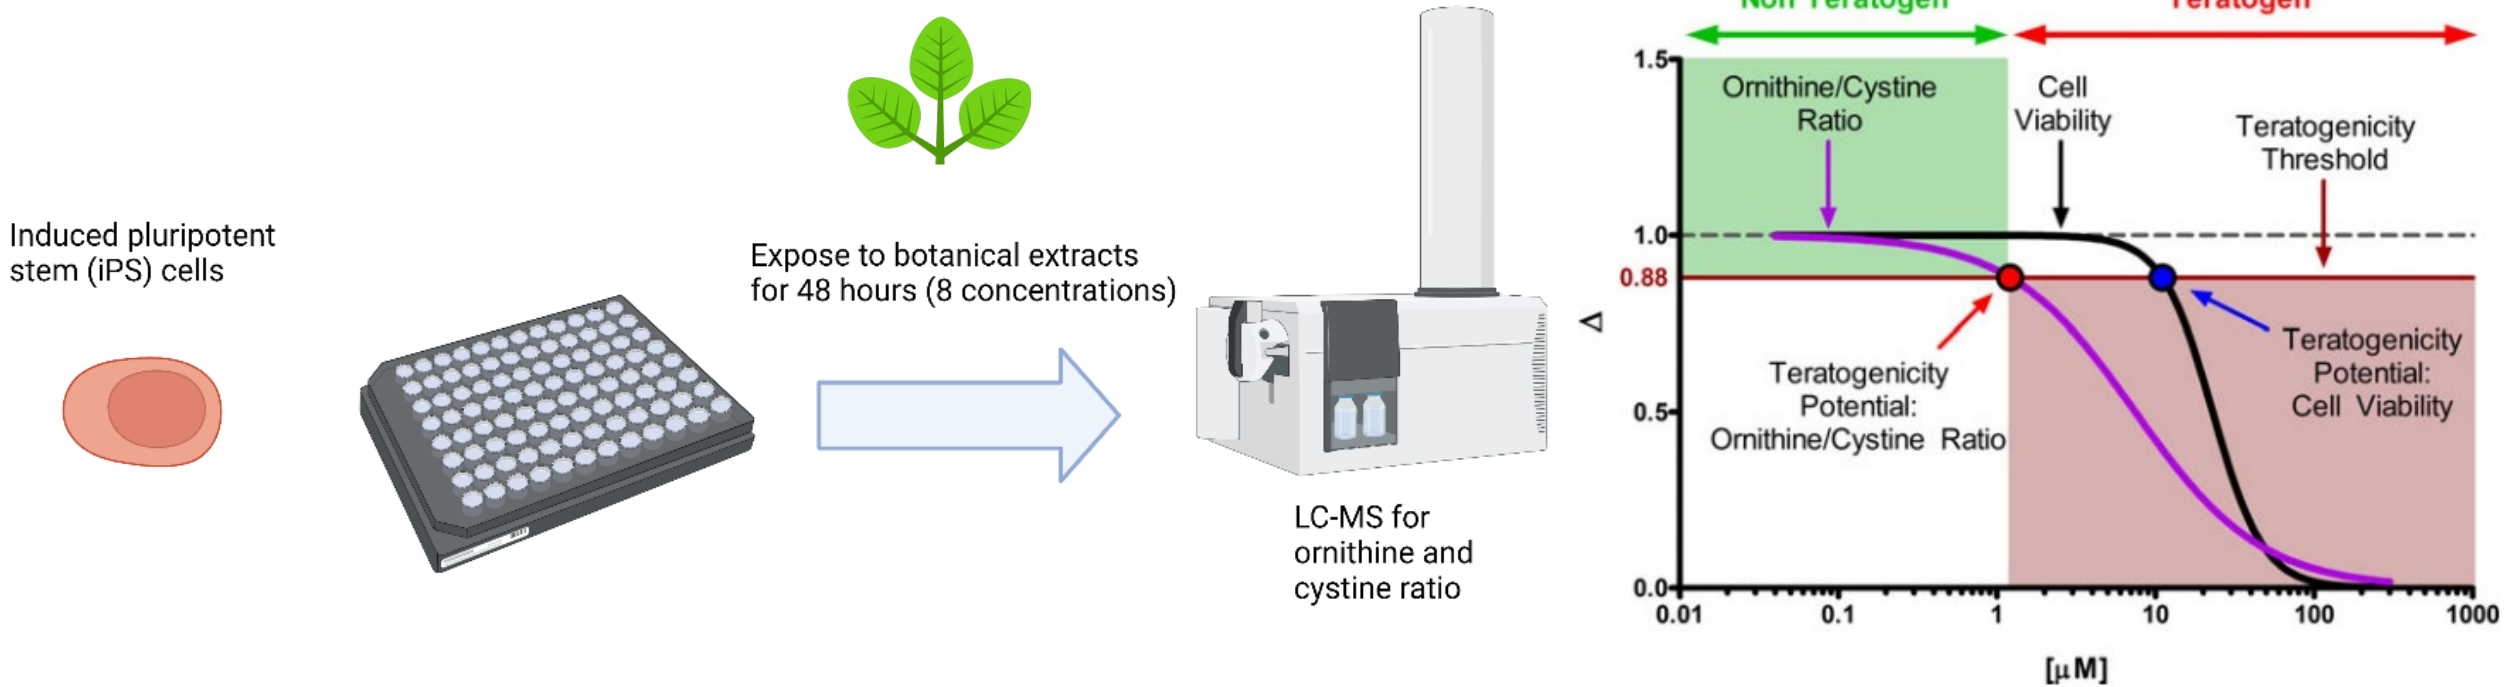 Induced pluripotent
stem (iPS) cells
Expose to botanical extracts
for 48 hours (8 concentrations)
LC-MS for
ornithine and
cystine ratio
Non Teratogen
Teratogen
1.5
Ornithine/Cystine
Ratio
Cell
Viability
Teratogenicity
Threshold
1.0
0.88
Δ
Teratogenicity
Potential:
Ornithine/Cystine Ratio
Teratogenicity
Potential:
Cell Viability
0.5
0.0
0.01
0.1
1
10
100
1000
[μM]